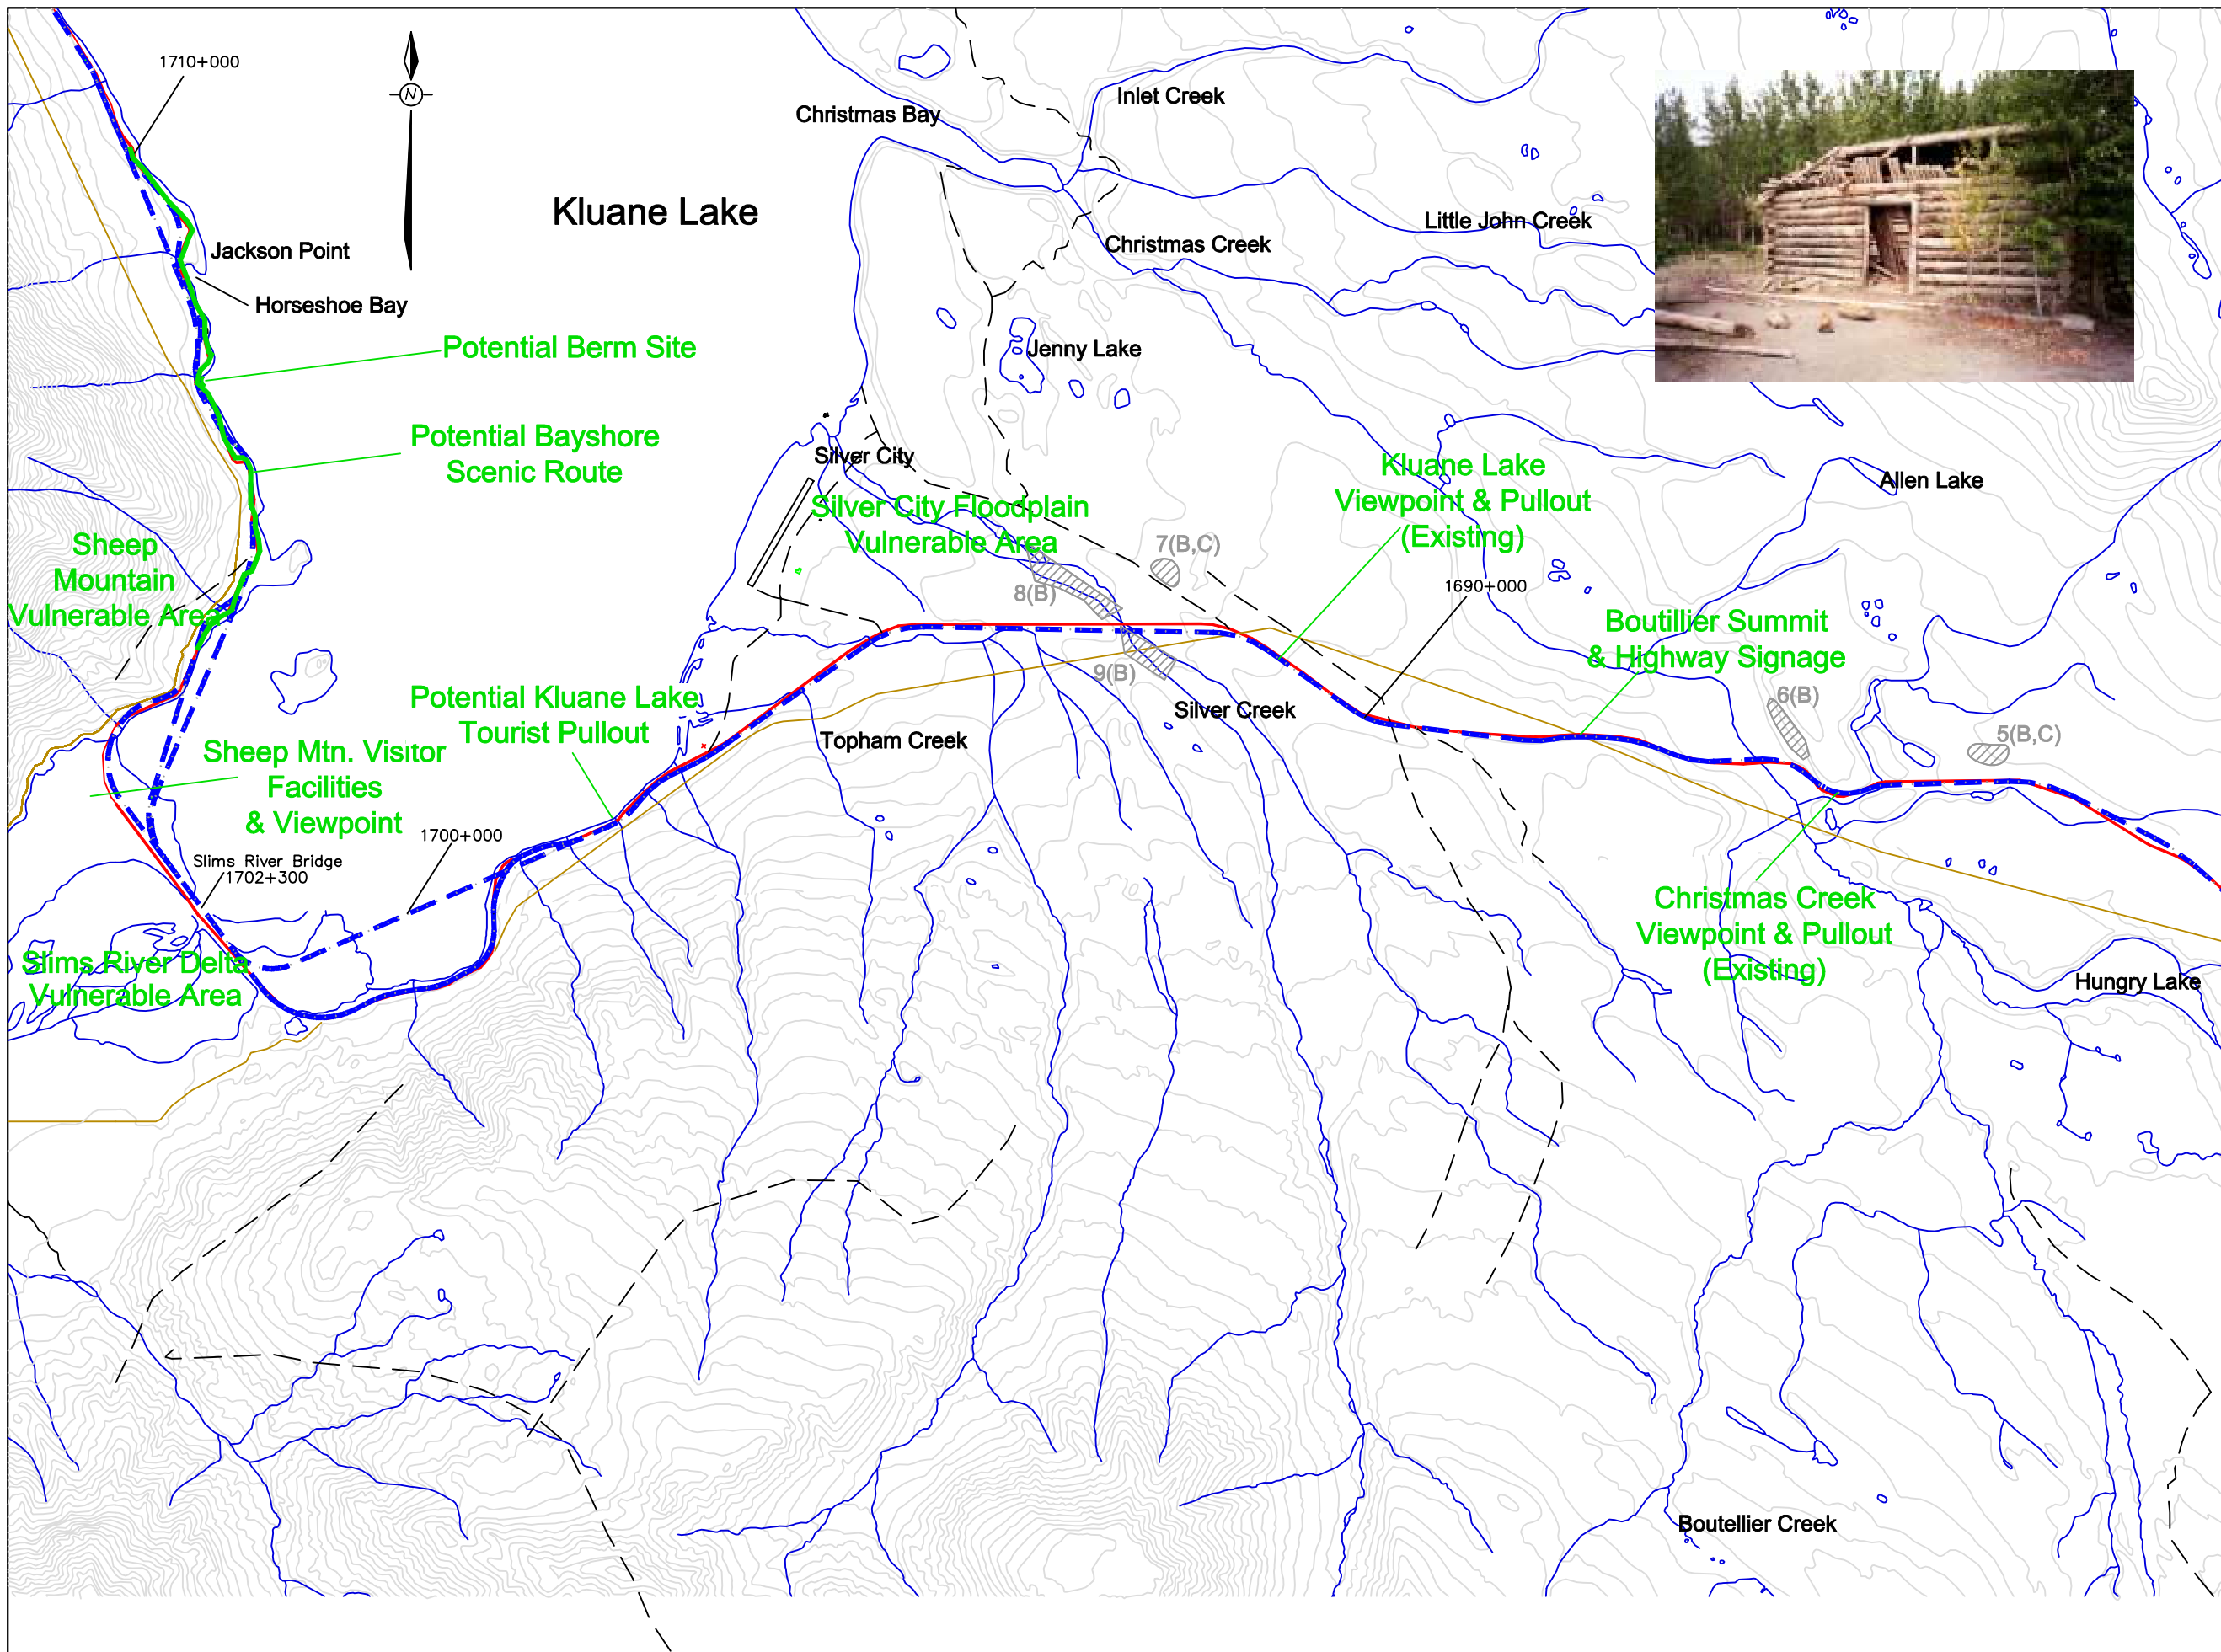 1710+000
N
Inlet Creek
Christmas Bay
Kluane Lake
Little John Creek
Christmas Creek
Jackson Point
Horseshoe Bay
Potential Berm Site
Jenny Lake
Potential Bayshore
Scenic Route
Silver City
Kluane Lake
Viewpoint & Pullout
(Existing)
Allen Lake
Silver City Floodplain
Vulnerable Area
Sheep
Mountain
Vulnerable Area
7(B,C)
8(B)
1690+000
Boutillier Summit
& Highway Signage
9(B)
6(B)
Potential Kluane Lake
Tourist Pullout
Silver Creek
Topham Creek
5(B,C)
Sheep Mtn. Visitor
Facilities
& Viewpoint
1700+000
Slims River Bridge
1702+300
Christmas Creek
Viewpoint & Pullout
(Existing)
Slims River Delta
Vulnerable Area
Hungry Lake
Boutellier Creek